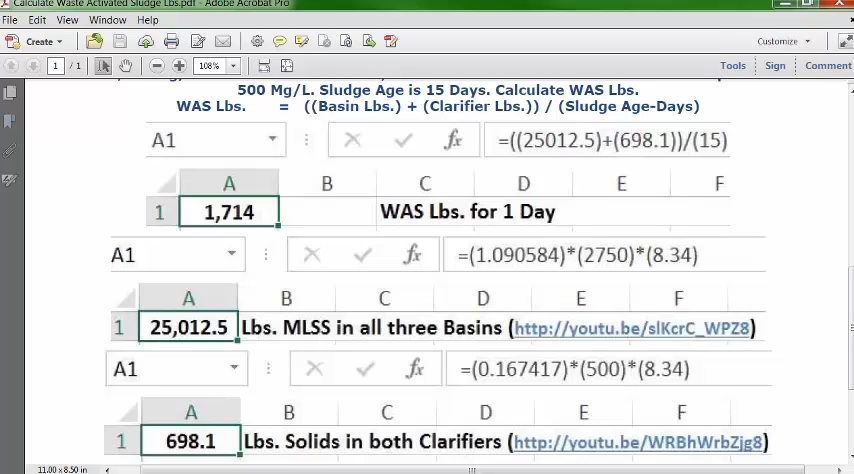 Calculate Waste Activated Sludge Lbs.pdf - Adobe Acrobat Pro
File Edit View Window Help
Create Customize
1 / 1 108% Tools Sign Comment
500 Mg/L. Sludge Age is 15 Days. Calculate WAS Lbs.
WAS Lbs. = ((Basin Lbs.) + (Clarifier Lbs.)) / (Sludge Age-Days)
A1 fx =((25012.5)+(698.1))/(15)
A B C D E F
1 1,714 WAS Lbs. for 1 Day
A1 fx =(1.090584)*(2750)*(8.34)
A B C D E F
1 25,012.5 Lbs. MLSS in all three Basins (http://youtu.be/slKcrC_WPZ8)
A1 fx =(0.167417)*(500)*(8.34)
A B C D E F
1 698.1 Lbs. Solids in both Clarifiers (http://youtu.be/WRBhWrbZjg8)
11.00 x 8.50 in